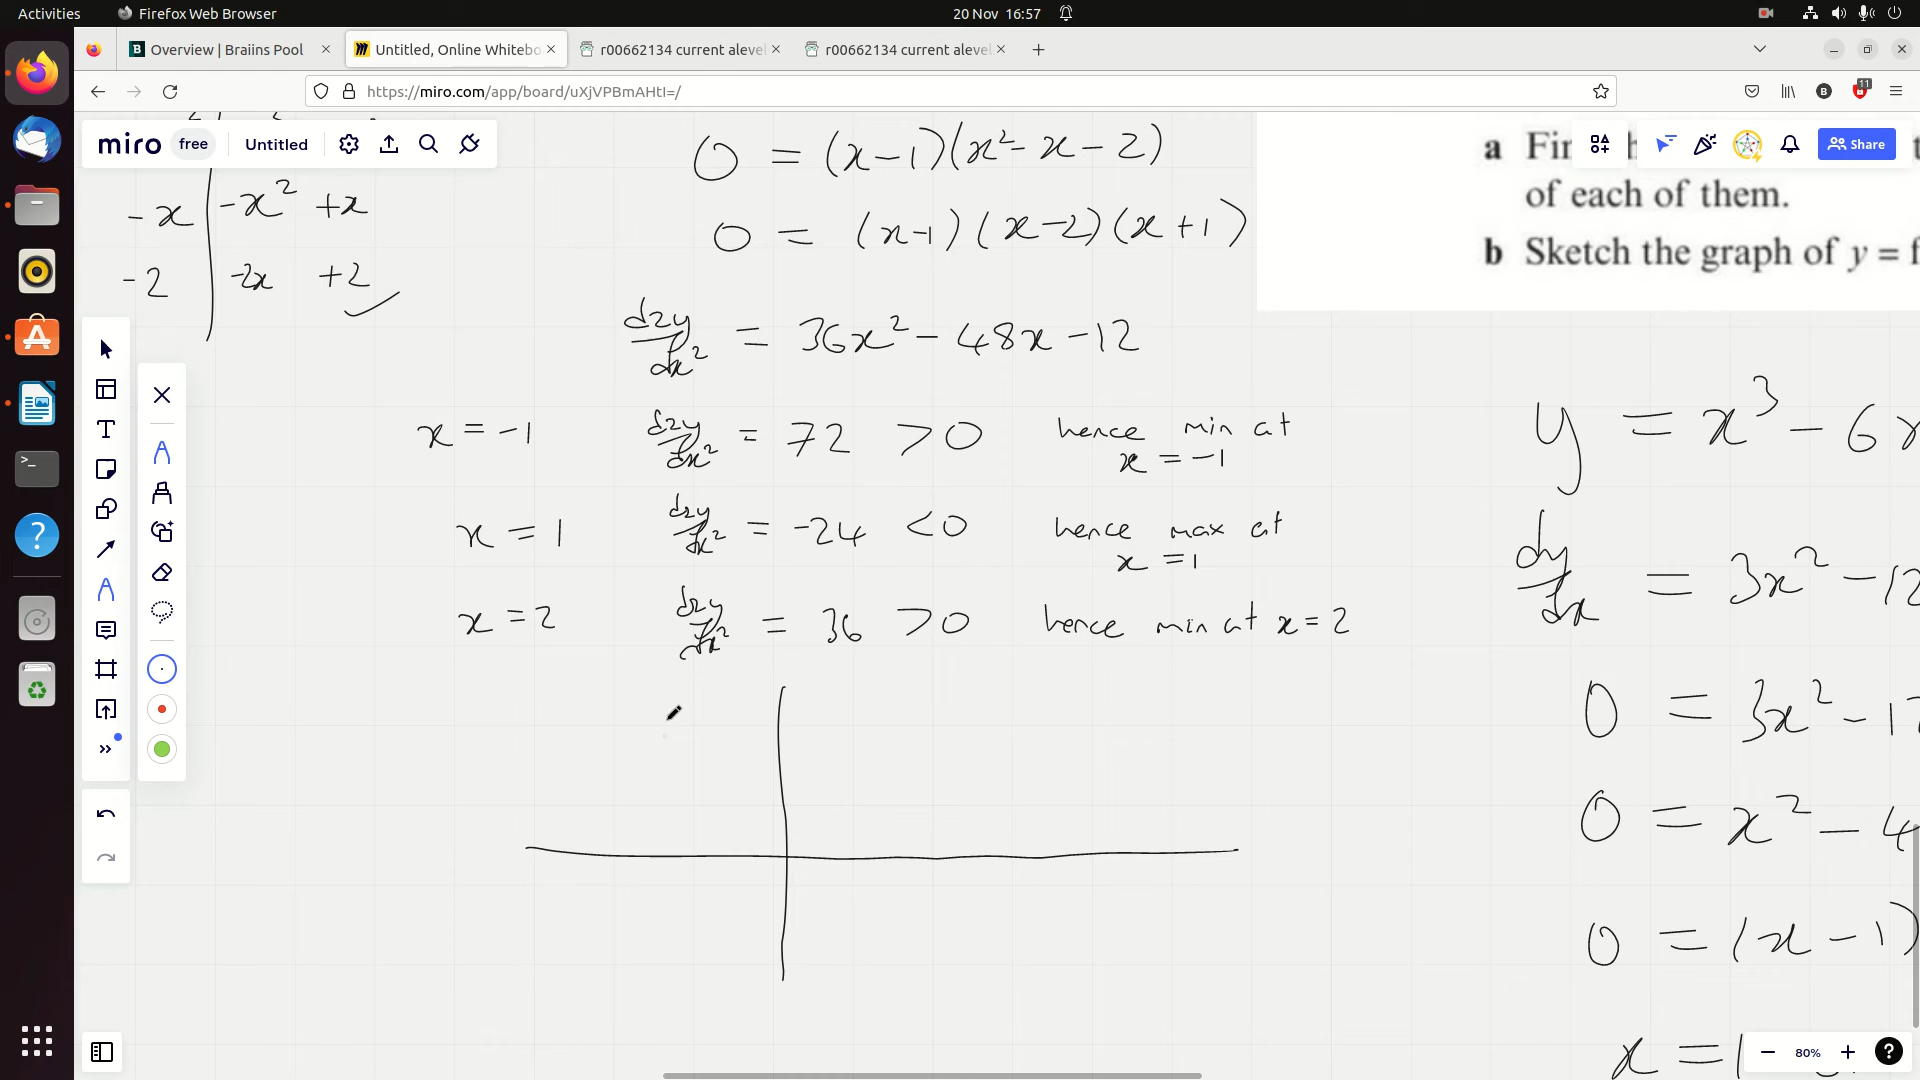 Activities
Firefox Web Browser
20 Nov 16:57
Overview | Braiins Pool
Untitled, Online Whitebo
r00662134 current alevel
r00662134 current alevel
https://miro.com/app/board/uXjVPBmAHtI=/
B
11
miro free Untitled
Share
-x | -x² +x
-2 | -2x +2
0 = (x-1)(x²-x-2)
0 = (x-1)(x-2)(x+1)
a Fin
of each of them.
b Sketch the graph of y = f
d2y/dx² = 36x² - 48x - 12
x = -1 d2y/dx² = 72 > 0 hence min at
x = -1
x = 1 d2y/dx² = -24 < 0 hence max at
x = 1
x = 2 d2y/dx² = 36 > 0 hence min at x = 2
y = x³ - 6x
dy/dx = 3x² - 12
0 = 3x² - 12
0 = x² - 4
0 = (x-1)
x = 1
80%